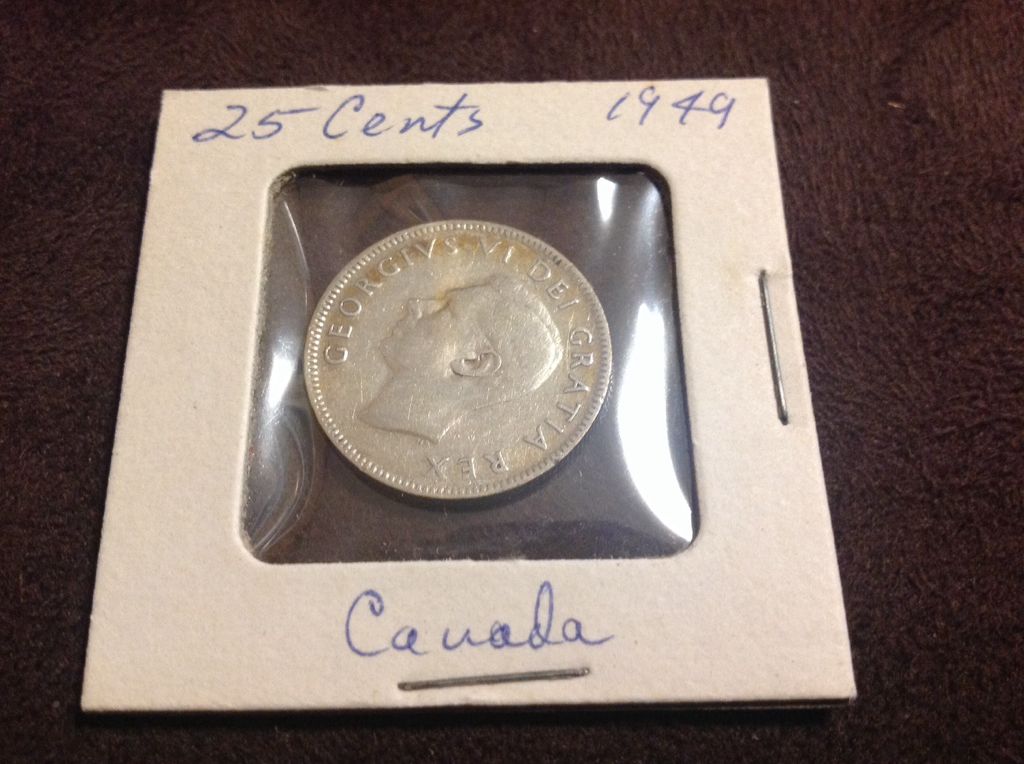 25 Cents 1949
GEORGIVS VI DEI GRATIA REX
Canada